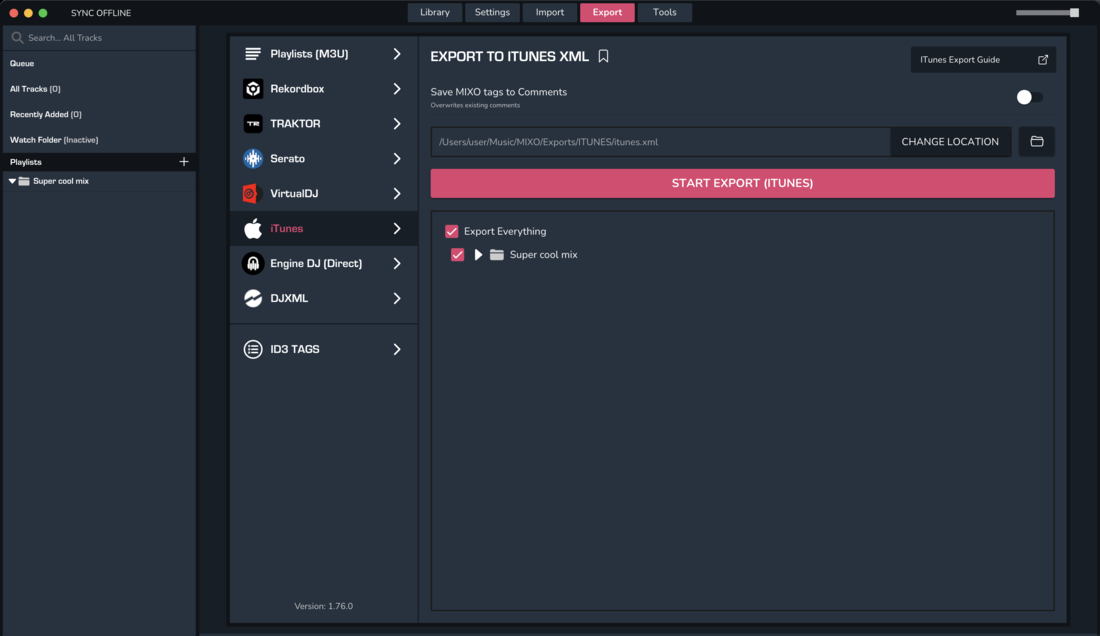 SYNC OFFLINE
Library
Settings
Import
Export
Tools
Search... All Tracks
Queue
All Tracks (0)
Recently Added (0)
Watch Folder (Inactive)
Playlists
Super cool mix
Playlists (M3U)
Rekordbox
TRAKTOR
Serato
VirtualDJ
iTunes
Engine DJ (Direct)
DJXML
ID3 TAGS
Version: 1.76.0
EXPORT TO ITUNES XML
ITunes Export Guide
Save MIXO tags to Comments
Overwrites existing comments
/Users/user/Music/MIXO/Exports/ITUNES/itunes.xml
CHANGE LOCATION
START EXPORT (ITUNES)
Export Everything
Super cool mix